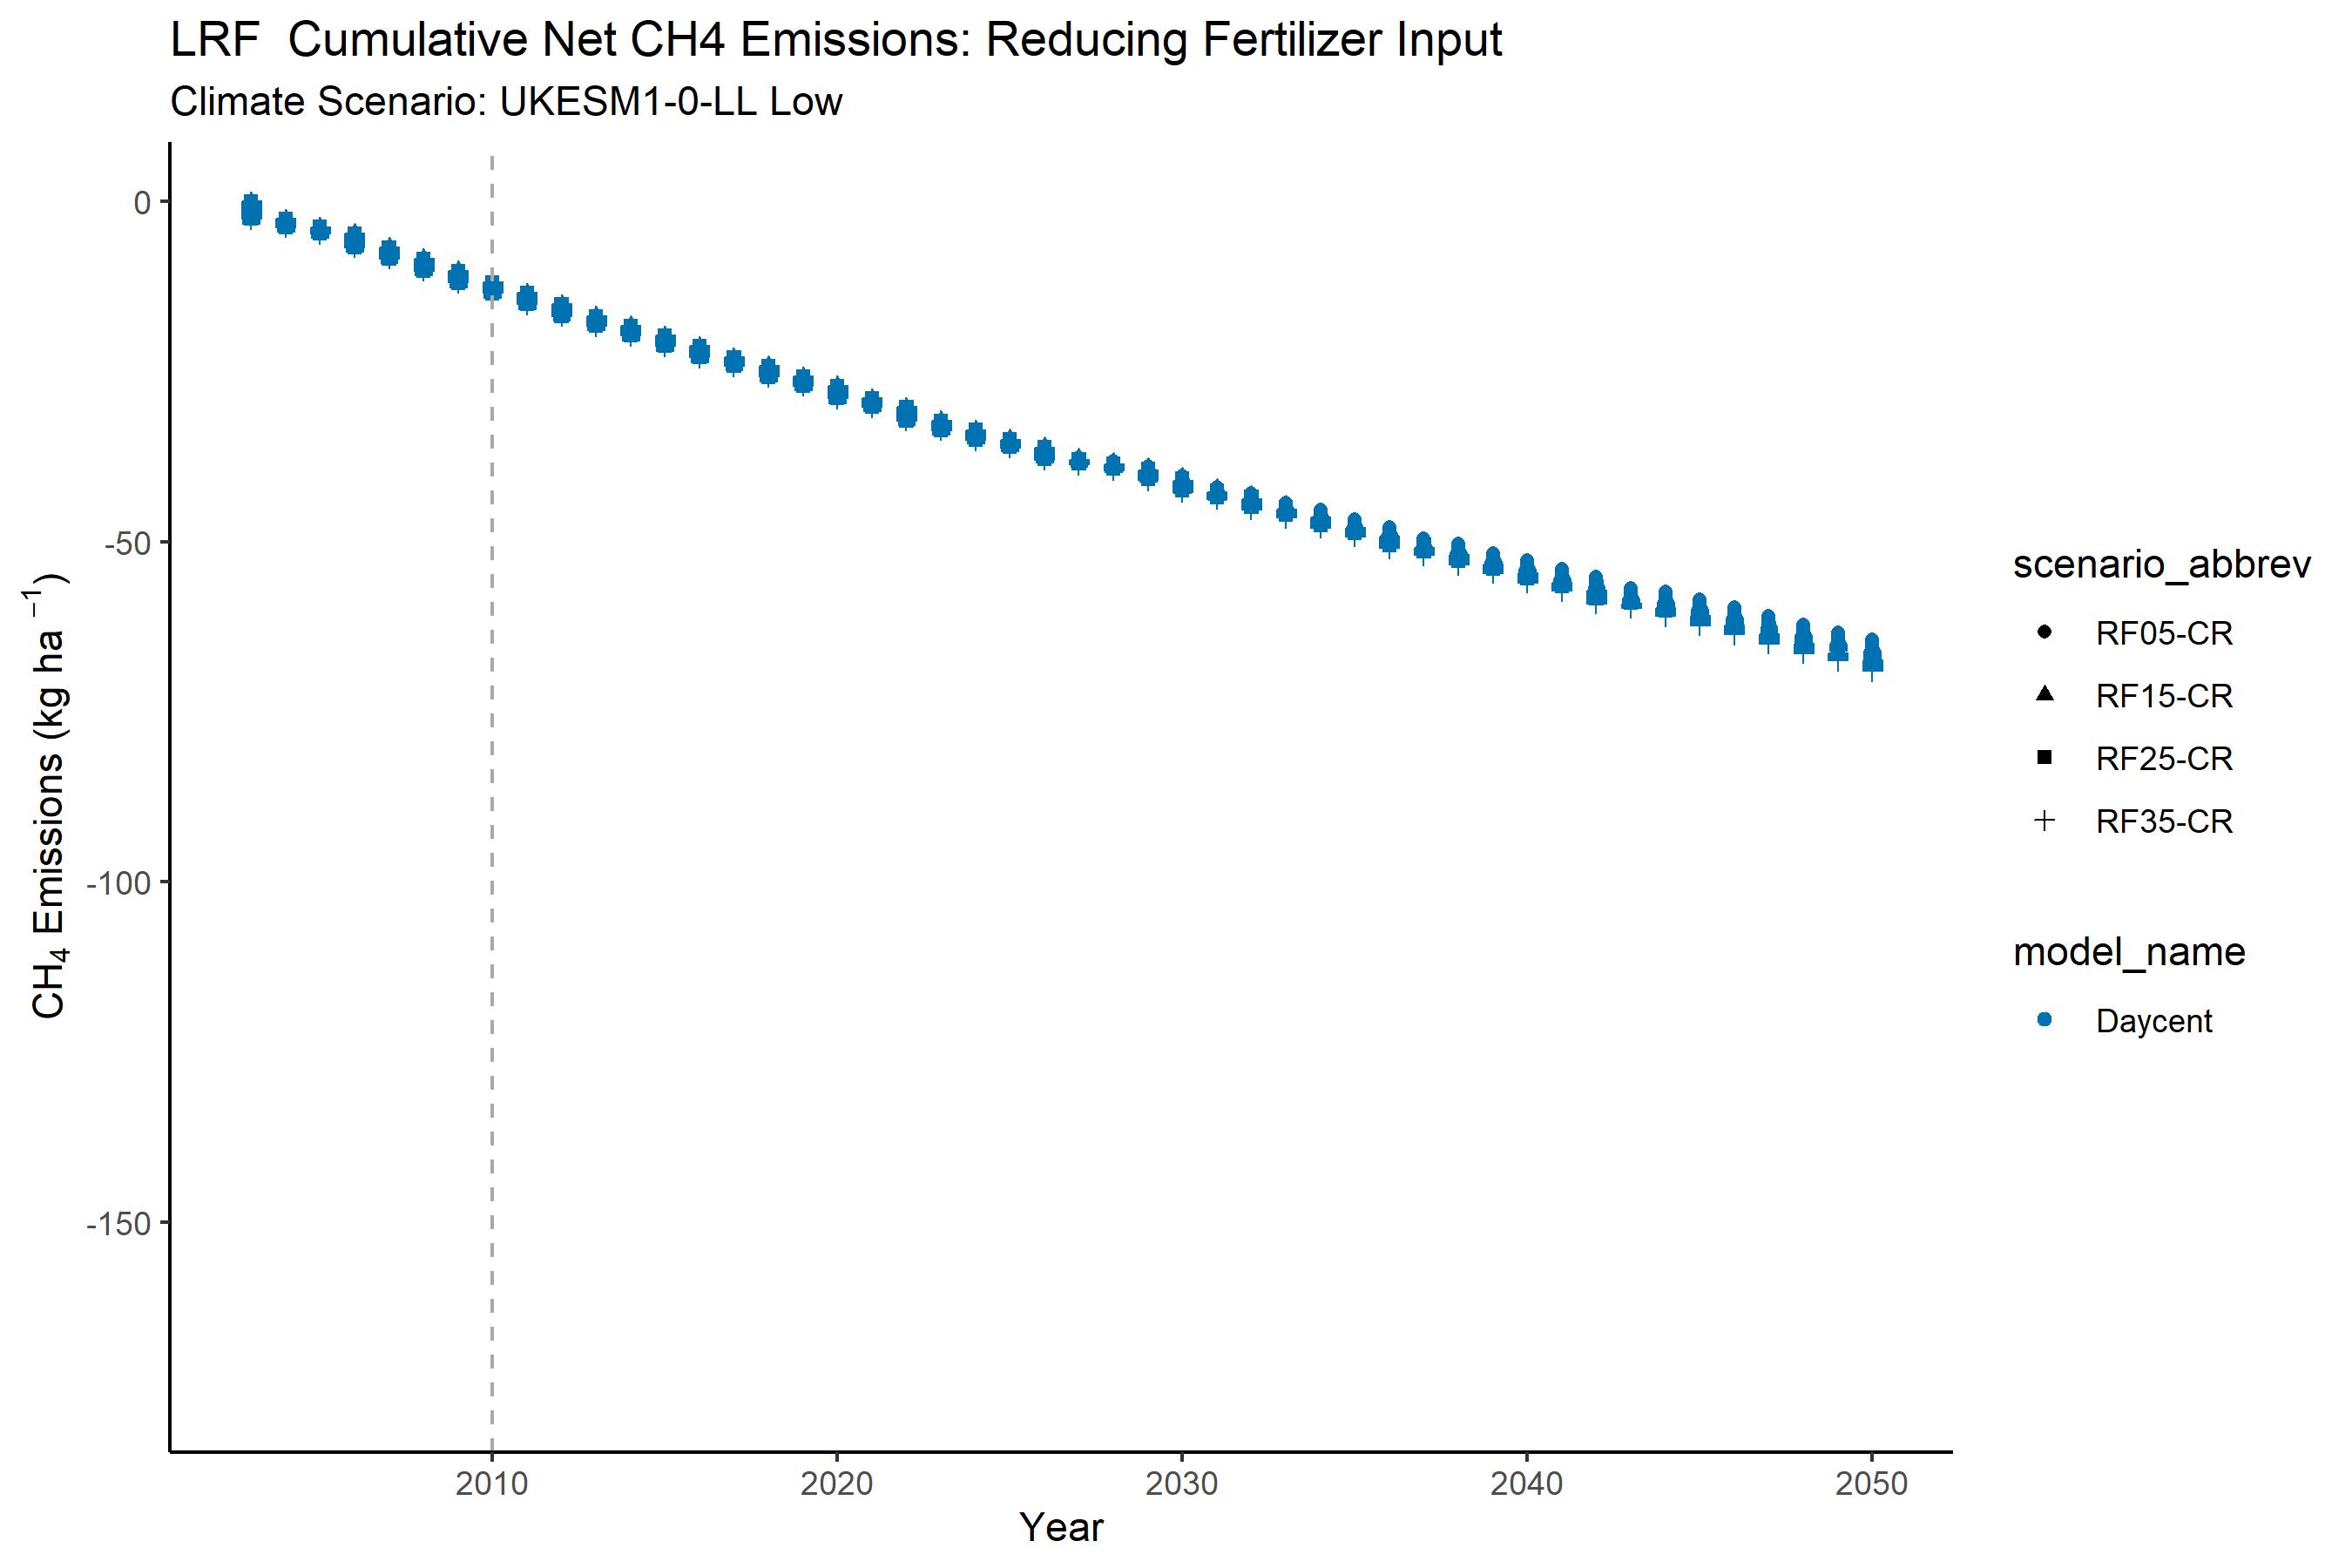 LRF  Cumulative Net CH4 Emissions: Reducing Fertilizer Input
Climate Scenario: UKESM1-0-LL Low
CH₄ Emissions (kg ha ⁻¹)
0
-50
-100
-150
2010
2020
2030
2040
2050
Year
scenario_abbrev
RF05-CR
RF15-CR
RF25-CR
RF35-CR
model_name
Daycent